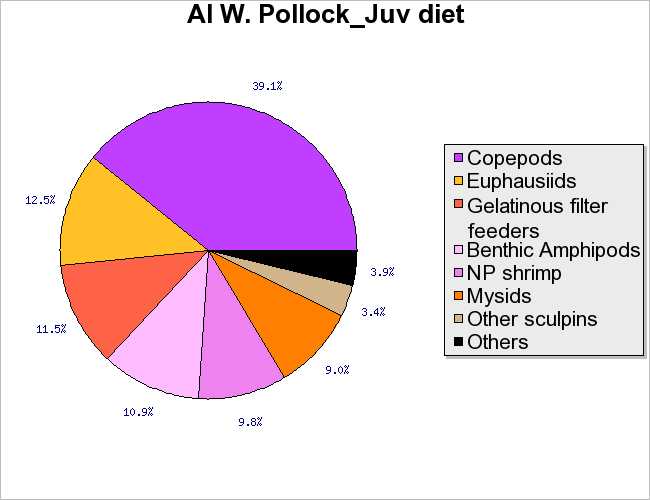 AI W. Pollock_Juv diet
39.1%
12.5%
11.5%
10.9%
9.8%
9.0%
3.4%
3.9%
Copepods
Euphausiids
Gelatinous filter
feeders
Benthic Amphipods
NP shrimp
Mysids
Other sculpins
Others